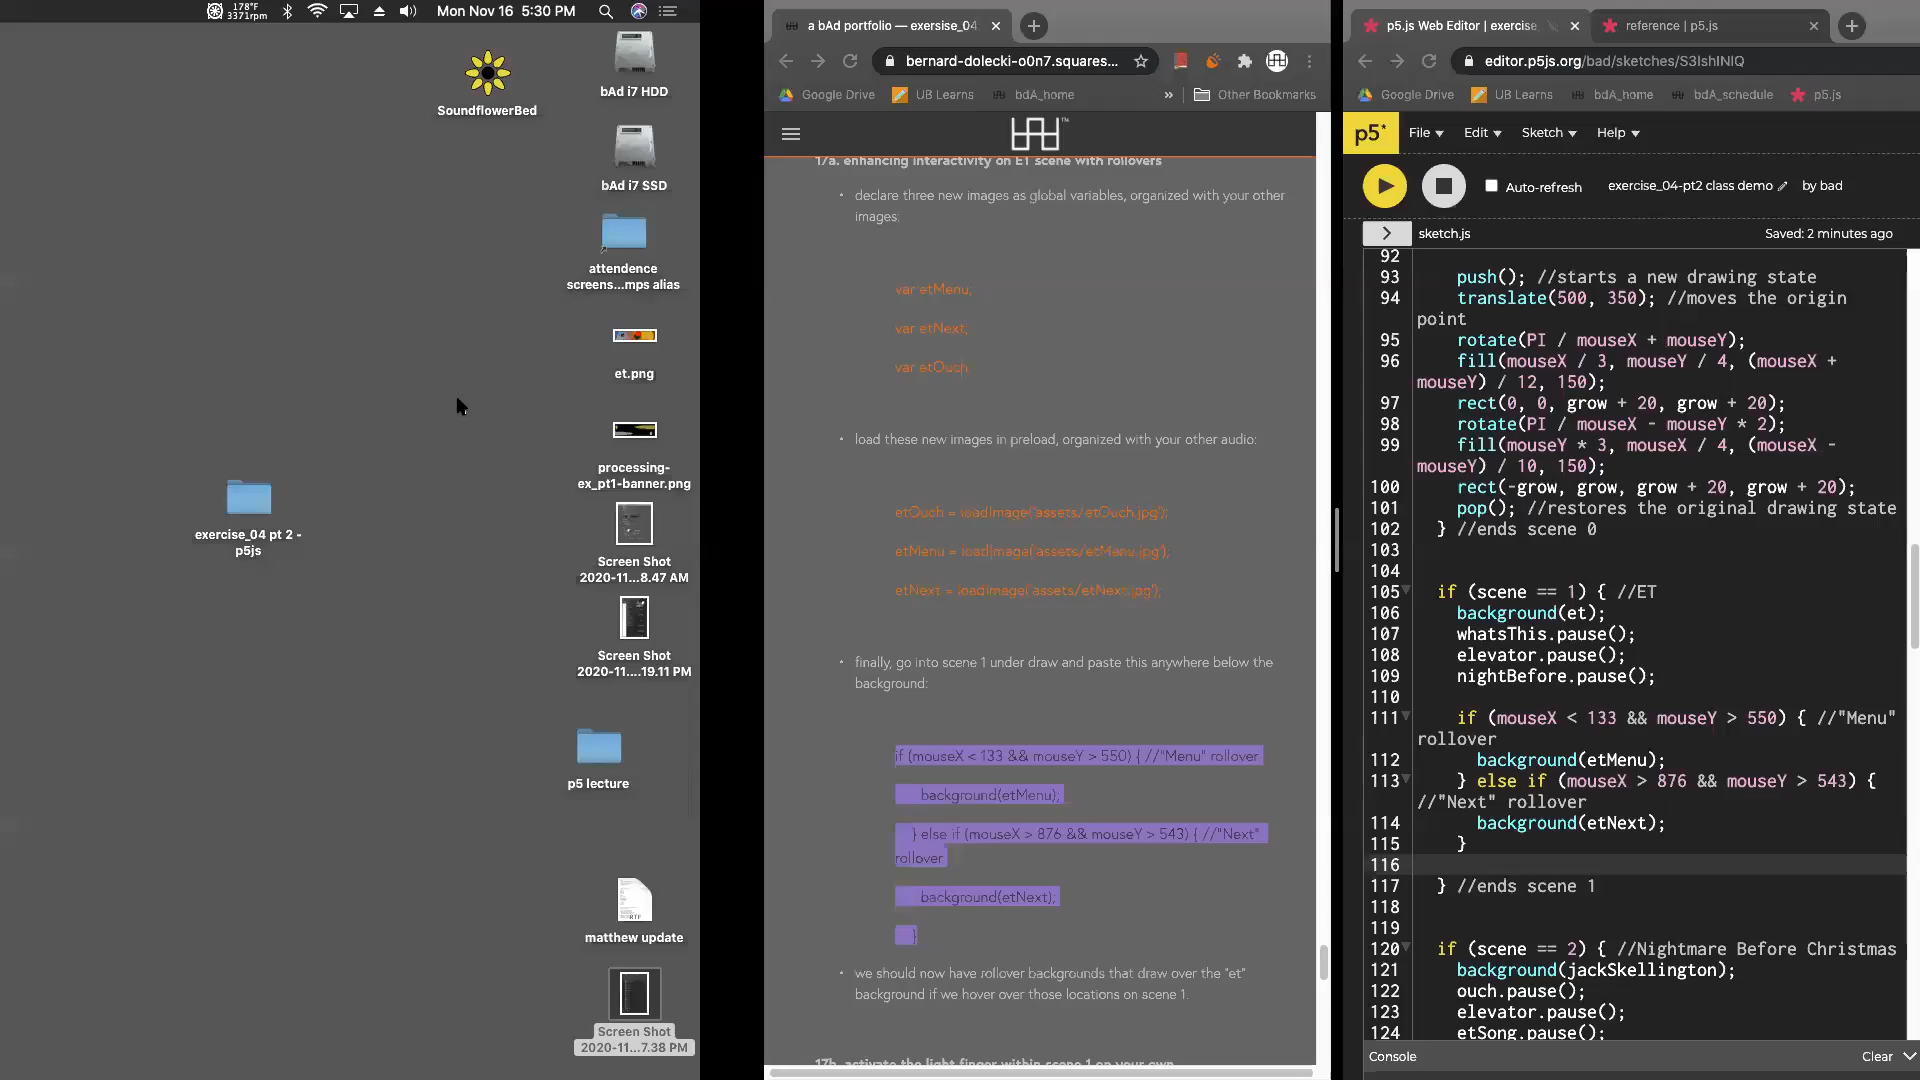 178°F
3371rpm
Mon Nov 16 5:30 PM
SoundflowerBed
bAd i7 HDD
bAd i7 SSD
attendence
screens...mps alias
et.png
processing-
ex_pt1-banner.png
exercise_04 pt 2 -
p5js
Screen Shot
2020-11...8.47 AM
Screen Shot
2020-11....19.11 PM
p5 lecture
matthew update
Screen Shot
2020-11...7.38 PM
a bAd portfolio — exersise_04
bernard-dolecki-o0n7.squares...
Google Drive
UB Learns
bdA_home
»
Other Bookmarks
17a. enhancing interactivity on ET scene with rollovers
• declare three new images as global variables, organized with your other
images:
var etMenu;
var etNext;
var etOuch;
• load these new images in preload, organized with your other audio:
etOuch = loadImage('assets/etOuch.jpg');
etMenu = loadImage('assets/etMenu.jpg');
etNext = loadImage('assets/etNext.jpg');
• finally, go into scene 1 under draw and paste this anywhere below the
background:
if (mouseX < 133 && mouseY > 550) { //"Menu" rollover
background(etMenu);
} else if (mouseX > 876 && mouseY > 543) { //"Next"
rollover
background(etNext);
}
• we should now have rollover backgrounds that draw over the "et"
background if we hover over those locations on scene 1.
17b. activate the light finger within scene 1 on your own
p5.js Web Editor | exercise_
reference | p5.js
editor.p5js.org/bad/sketches/S3IshINIQ
Google Drive
UB Learns
bdA_home
bdA_schedule
p5.js
p5*
File
Edit
Sketch
Help
Auto-refresh
exercise_04-pt2 class demo
by bad
sketch.js
Saved: 2 minutes ago
92
93 push(); //starts a new drawing state
94 translate(500, 350); //moves the origin
point
95 rotate(PI / mouseX + mouseY);
96 fill(mouseX / 3, mouseY / 4, (mouseX +
mouseY) / 12, 150);
97 rect(0, 0, grow + 20, grow + 20);
98 rotate(PI / mouseX - mouseY * 2);
99 fill(mouseY * 3, mouseX / 4, (mouseX -
mouseY) / 10, 150);
100 rect(-grow, grow, grow + 20, grow + 20);
101 pop(); //restores the original drawing state
102 } //ends scene 0
103
104
105 if (scene == 1) { //ET
106 background(et);
107 whatsThis.pause();
108 elevator.pause();
109 nightBefore.pause();
110
111 if (mouseX < 133 && mouseY > 550) { //"Menu"
rollover
112 background(etMenu);
113 } else if (mouseX > 876 && mouseY > 543) {
//"Next" rollover
114 background(etNext);
115 }
116
117 } //ends scene 1
118
119
120 if (scene == 2) { //Nightmare Before Christmas
121 background(jackSkellington);
122 ouch.pause();
123 elevator.pause();
124 etSong.pause();
Console
Clear